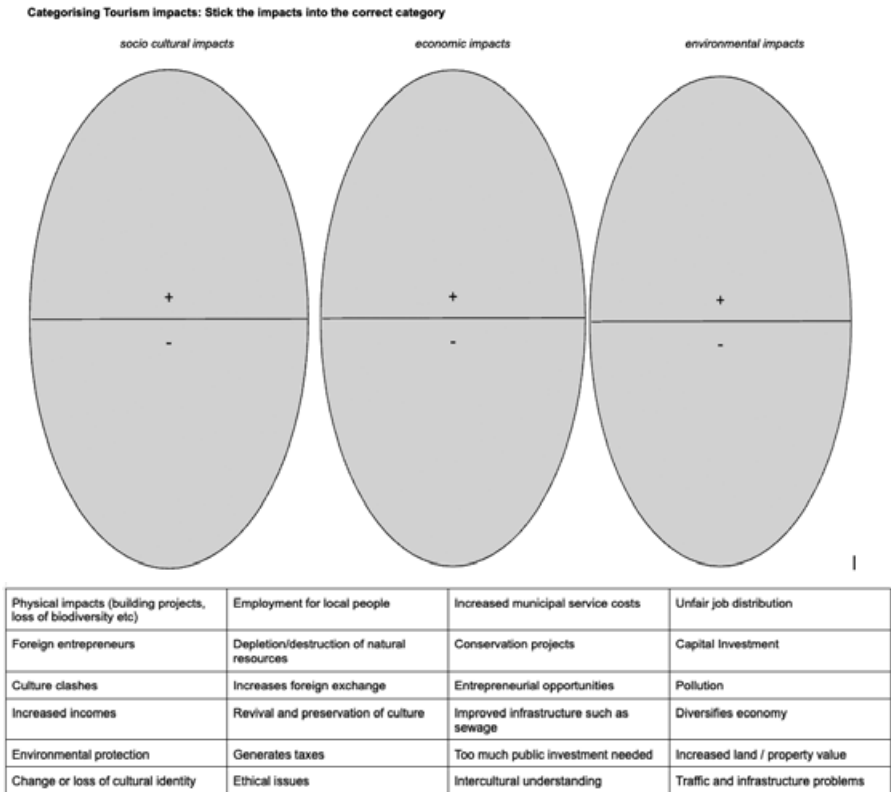 Categorising Tourism impacts: Stick the impacts into the correct category
socio cultural impacts
economic impacts
environmental impacts
+
-
+
-
+
-
Physical impacts (building projects,
loss of biodiversity etc)
Employment for local people
Increased municipal service costs
Unfair job distribution
Foreign entrepreneurs
Depletion/destruction of natural
resources
Conservation projects
Capital Investment
Culture clashes
Increases foreign exchange
Entrepreneurial opportunities
Pollution
Increased incomes
Revival and preservation of culture
Improved infrastructure such as
sewage
Diversifies economy
Environmental protection
Generates taxes
Too much public investment needed
Increased land / property value
Change or loss of cultural identity
Ethical issues
Intercultural understanding
Traffic and infrastructure problems